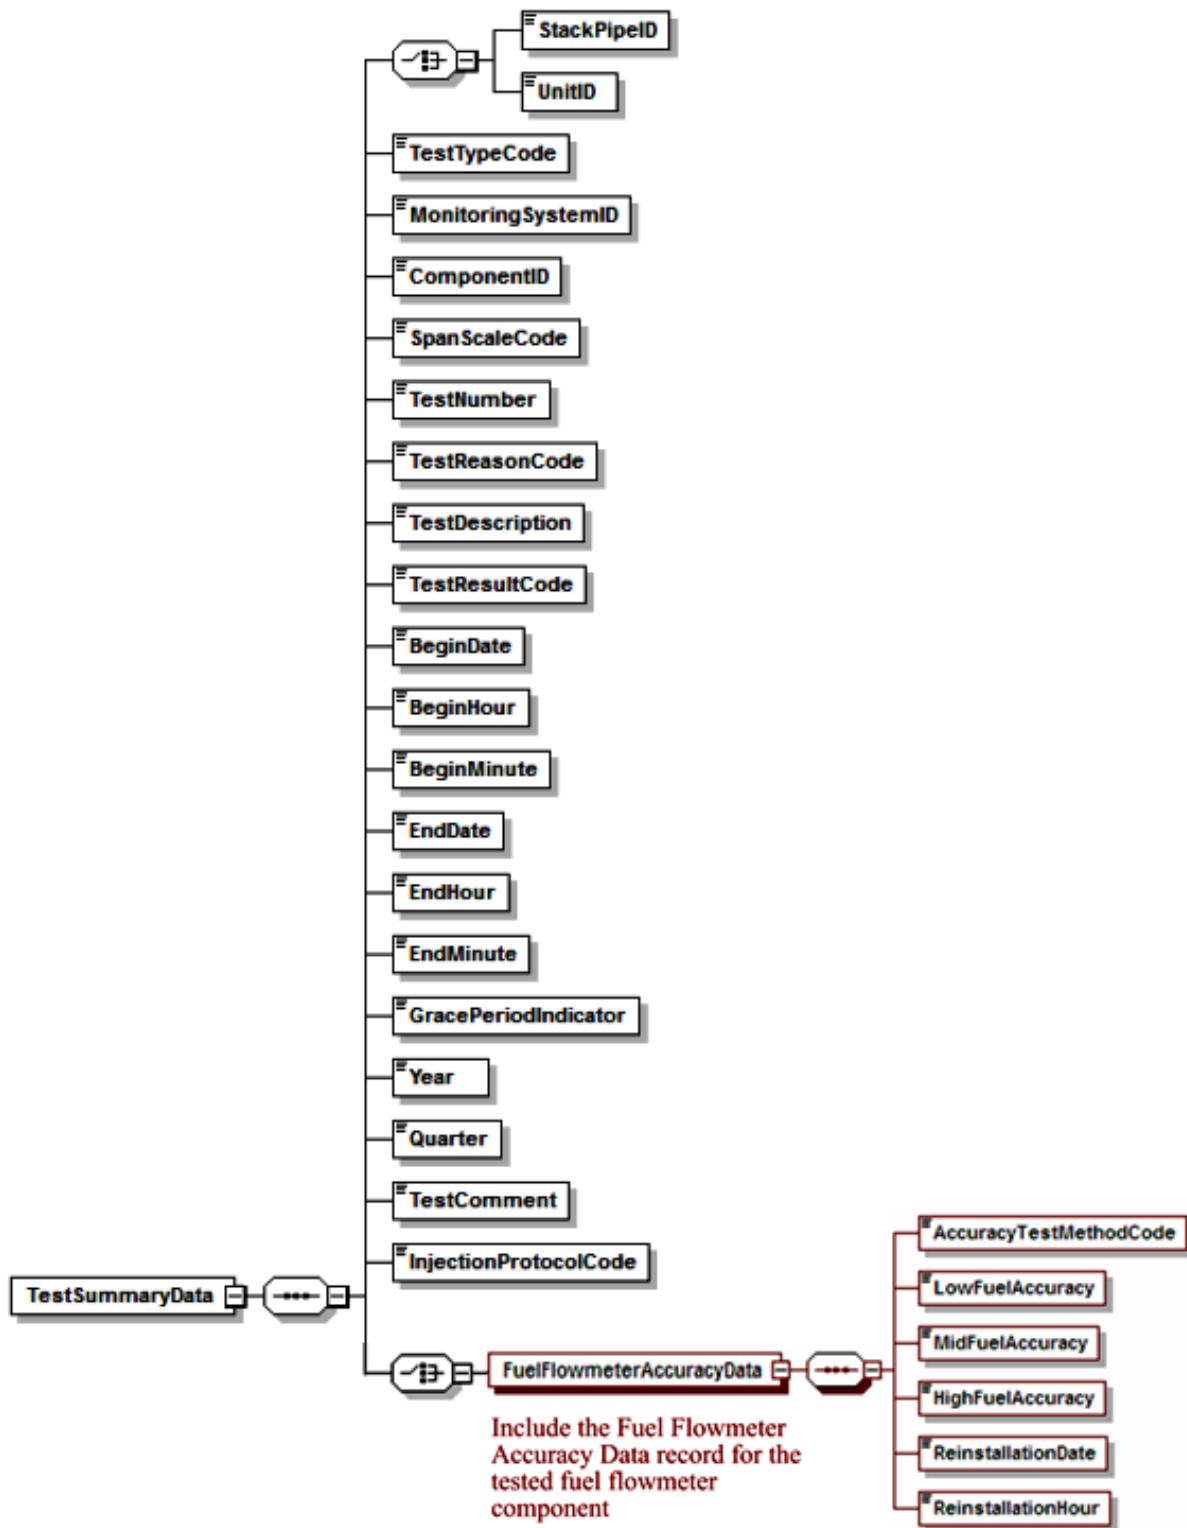 StackPipeID
UnitID
TestTypeCode
MonitoringSystemID
ComponentID
SpanScaleCode
TestNumber
TestReasonCode
TestDescription
TestResultCode
BeginDate
BeginHour
BeginMinute
EndDate
EndHour
EndMinute
GracePeriodIndicator
Year
Quarter
TestComment
InjectionProtocolCode
TestSummaryData
FuelFlowmeterAccuracyData
Include the Fuel Flowmeter
Accuracy Data record for the
tested fuel flowmeter
component
AccuracyTestMethodCode
LowFuelAccuracy
MidFuelAccuracy
HighFuelAccuracy
ReinstallationDate
ReinstallationHour